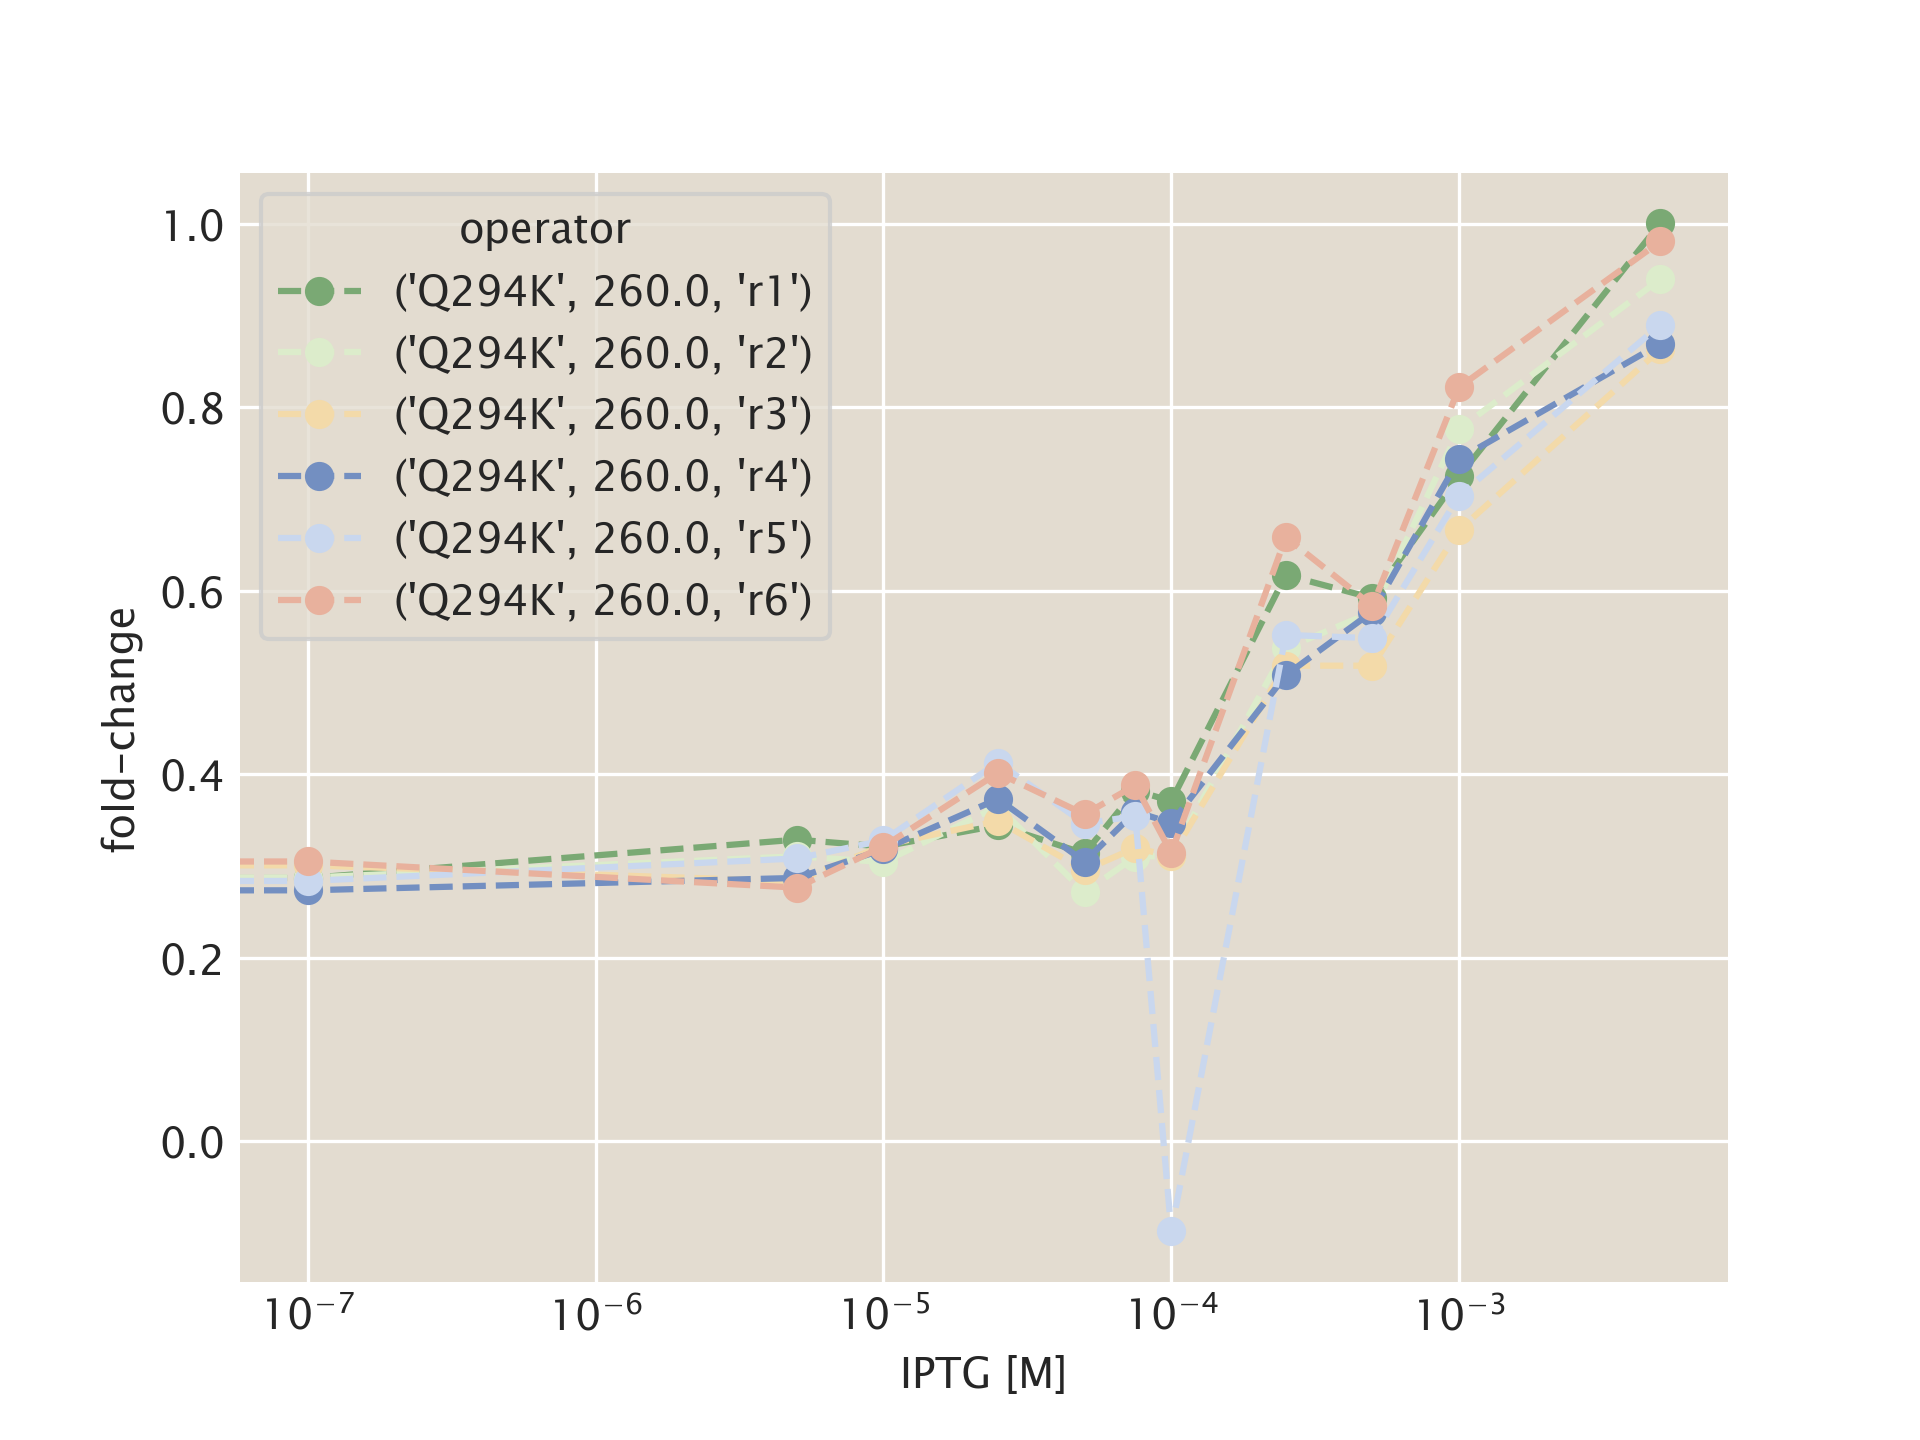 operator
('Q294K', 260.0, 'r1')
('Q294K', 260.0, 'r2')
('Q294K', 260.0, 'r3')
('Q294K', 260.0, 'r4')
('Q294K', 260.0, 'r5')
('Q294K', 260.0, 'r6')
fold-change
1.0
0.8
0.6
0.4
0.2
0.0
10⁻⁷ 10⁻⁶ 10⁻⁵ 10⁻⁴ 10⁻³
IPTG [M]